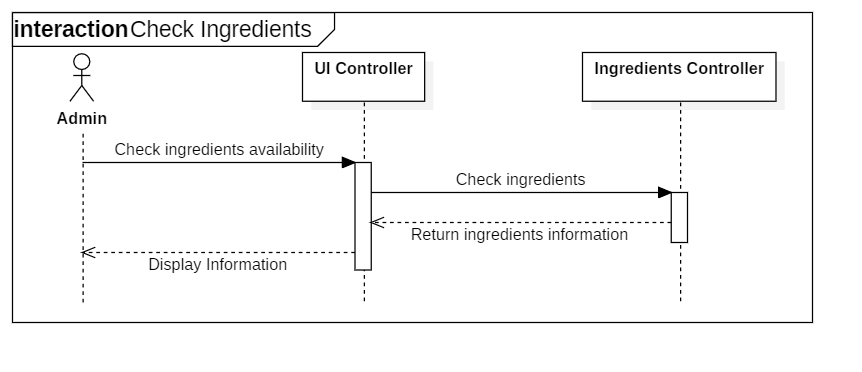 interaction Check Ingredients
UI Controller
Ingredients Controller
Admin
Check ingredients availability
Check ingredients
Return ingredients information
Display Information